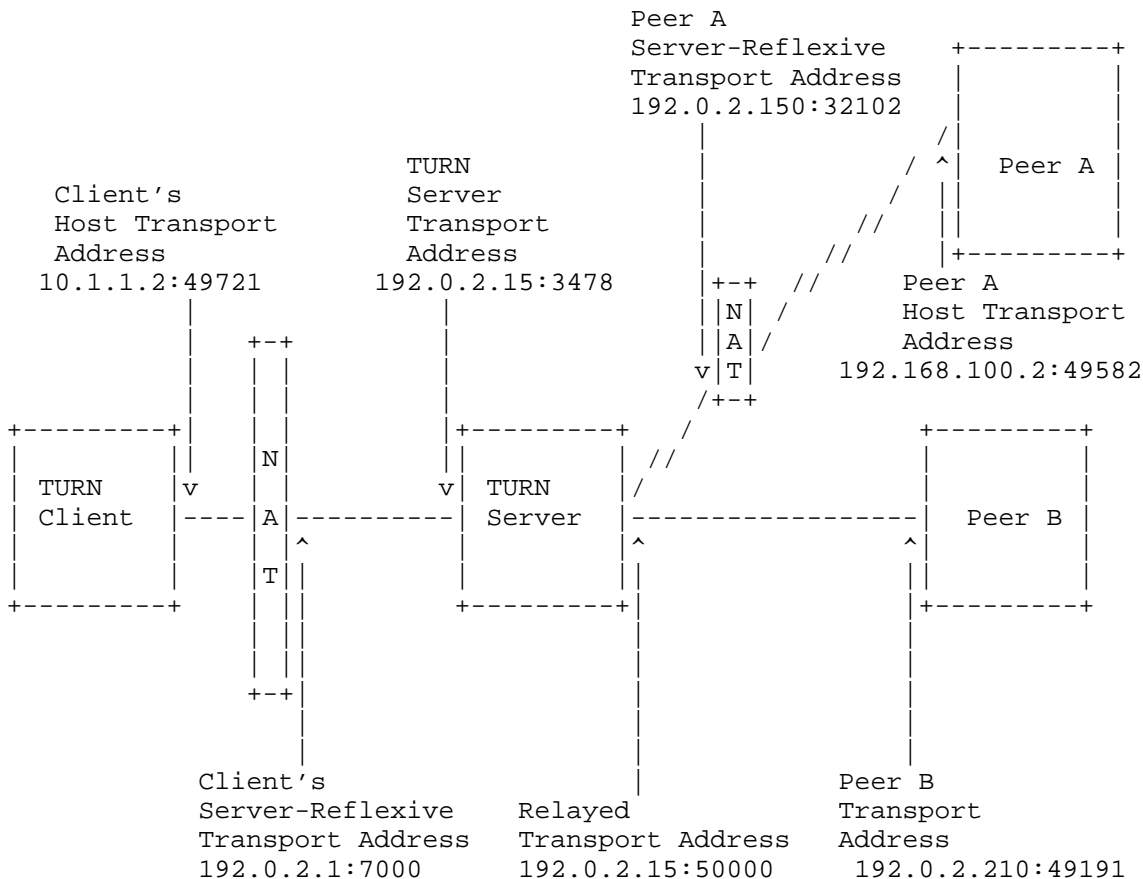 Peer A
Server-Reflexive
Transport Address
192.0.2.150:32102
Peer A
TURN
Server
Transport
Address
192.0.2.15:3478
Client's
Host Transport
Address
10.1.1.2:49721
Peer A
Host Transport
Address
192.168.100.2:49582
N
A
T
N
A
T
TURN
Client
TURN
Server
Peer B
Client's
Server-Reflexive
Transport Address
192.0.2.1:7000
Relayed
Transport Address
192.0.2.15:50000
Peer B
Transport
Address
192.0.2.210:49191